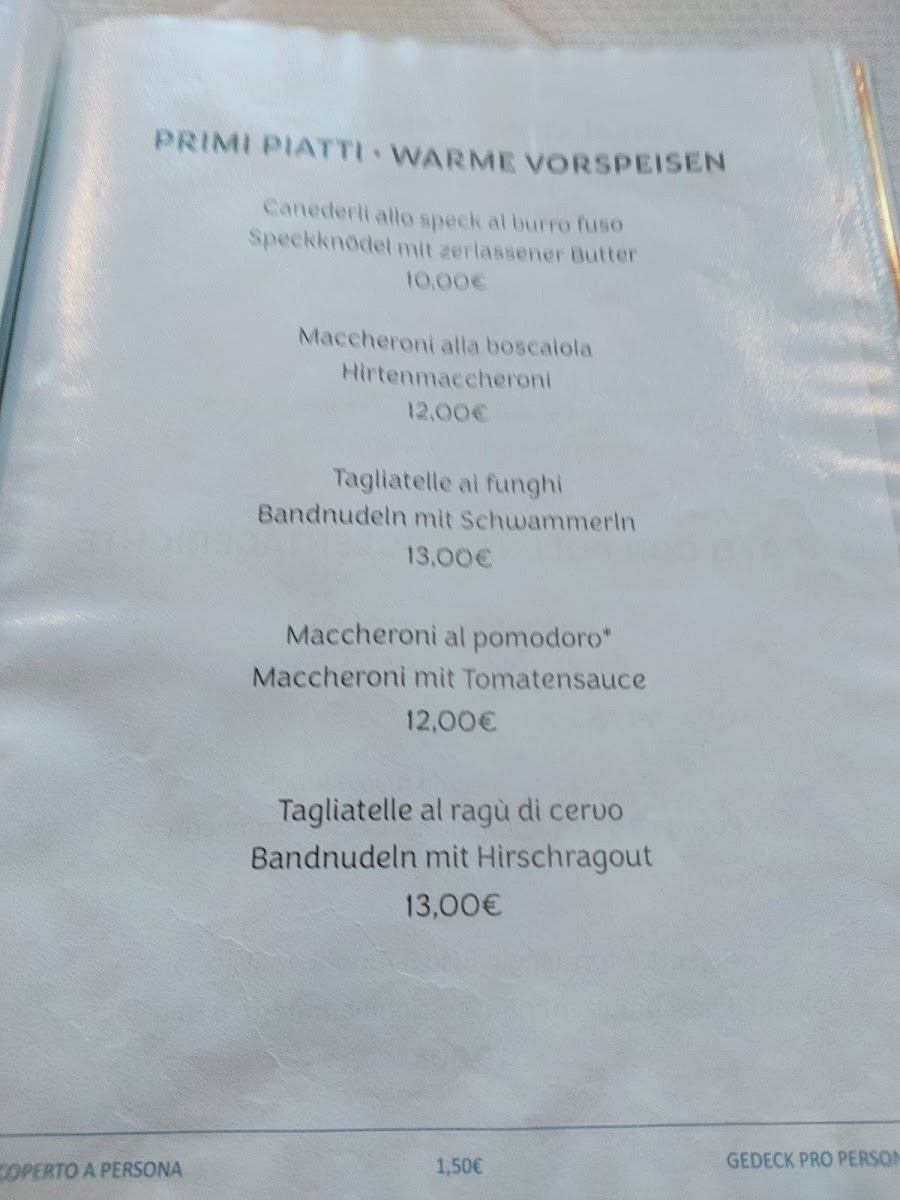 PRIMI PIATTI · WARME VORSPEISEN
Canederli allo speck al burro fuso
Speckknödel mit zerlassener Butter
10,00€
Maccheroni alla boscaiola
Hirtenmaccheroni
12,00€
Tagliatelle ai funghi
Bandnudeln mit Schwammerln
13,00€
Maccheroni al pomodoro*
Maccheroni mit Tomatensauce
12,00€
Tagliatelle al ragù di cervo
Bandnudeln mit Hirschragout
13,00€
COPERTO A PERSONA 1,50€ GEDECK PRO PERSON